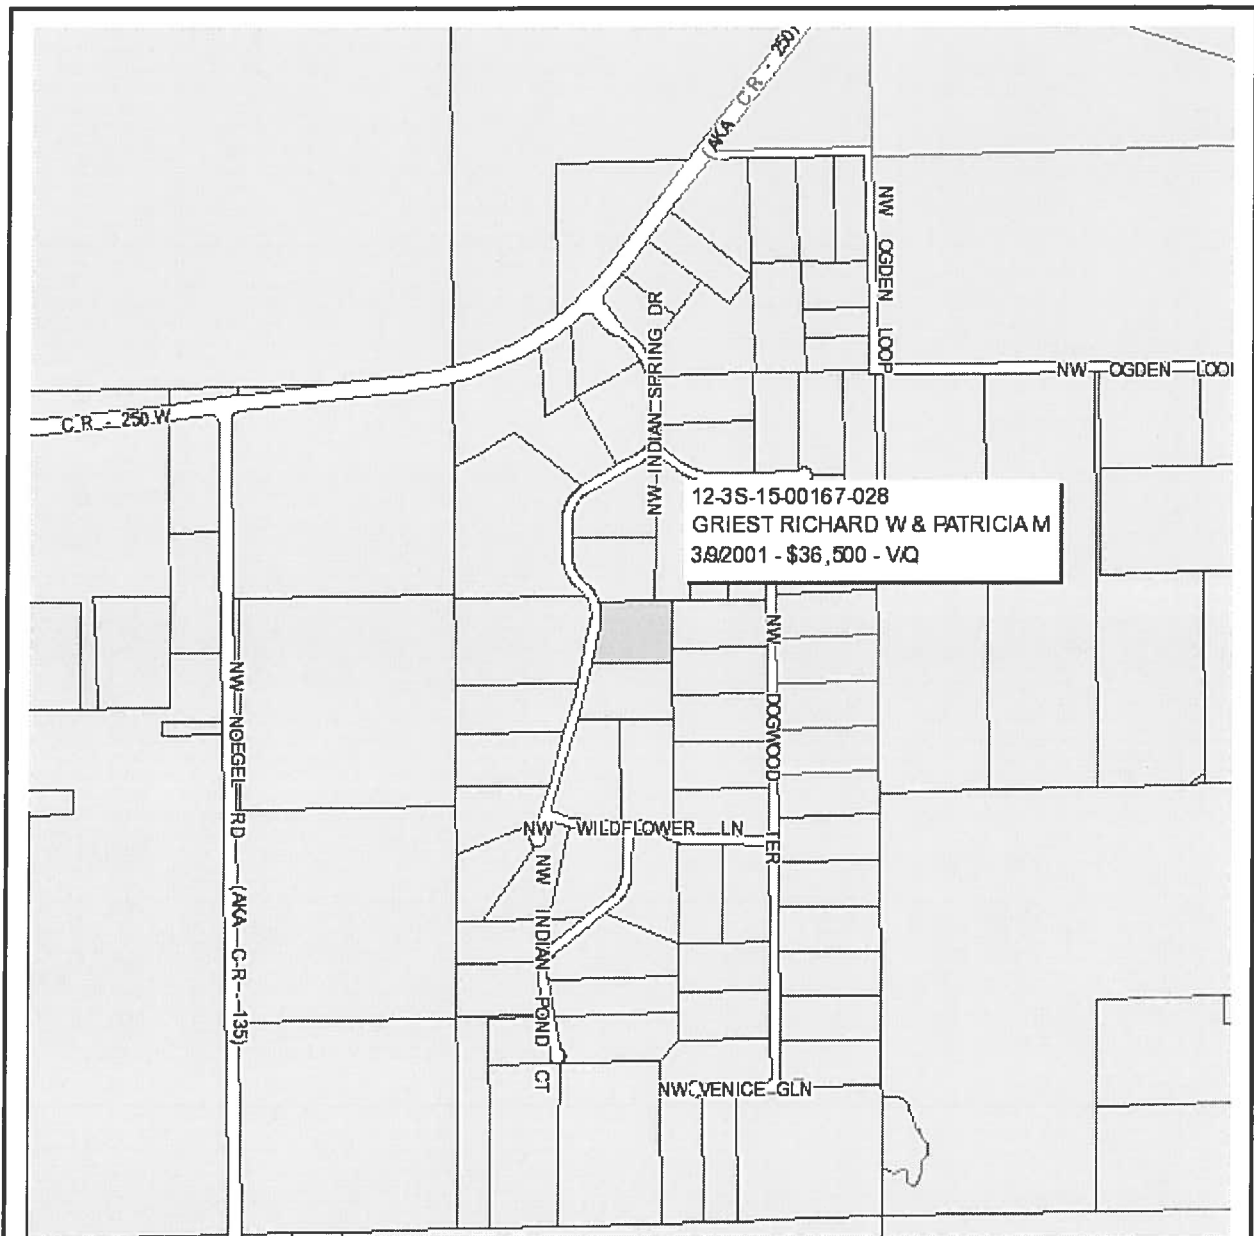 (AKA C R - 250)
NW OGDEN LOOP
NW INDIAN SPRING DR
NW OGDEN LOOP
C R - 250 W
12-3S-15-00167-028
GRIEST RICHARD W & PATRICIA M
3/9/2001 - $36,500 - V/Q
NW NOEGEL RD (AKA C R - 135)
NW DOGWOOD TER
NW WILDFLOWER LN
NW INDIAN POND CT
NW VENICE GLN